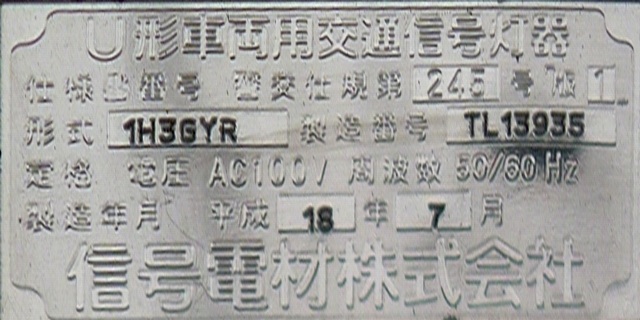 U形車両用交通信号灯器
仕様書番号 警交仕規第 245 号 版 1
形式 1H3GYR 製造番号 TL13935
定格 電圧 AC100V 周波数 50/60Hz
製造年月 平成 18 年 7 月
信号電材株式会社